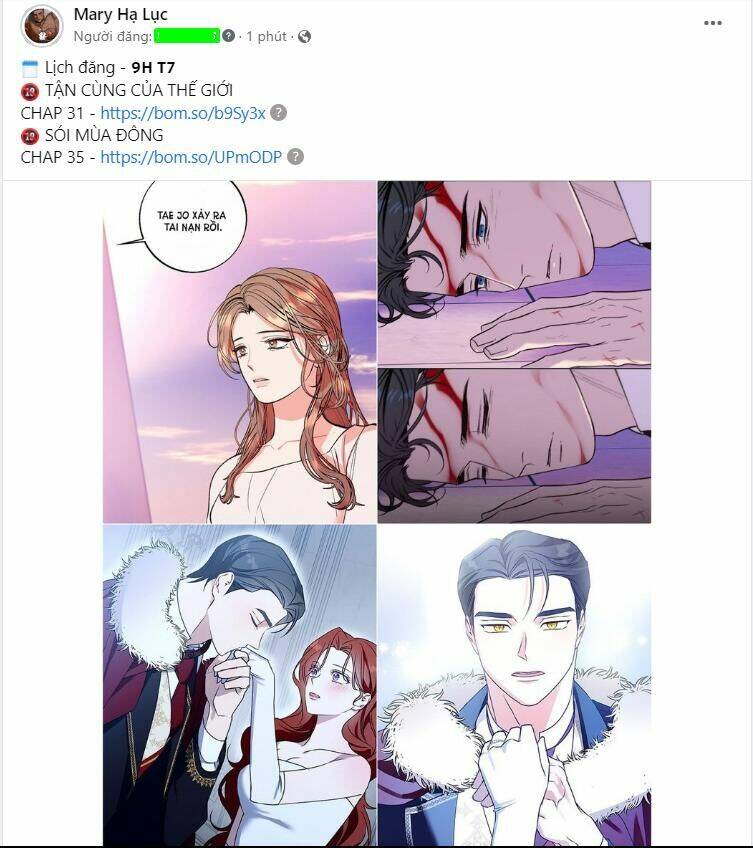 Mary Hạ Lục
Người đăng: · 1 phút ·
Lịch đăng - 9H T7
TẬN CÙNG CỦA THẾ GIỚI
CHAP 31 - https://bom.so/b9Sy3x
SÓI MÙA ĐÔNG
CHAP 35 - https://bom.so/UPmODP
TAE JO XẢY RA
TAI NẠN RỒI.